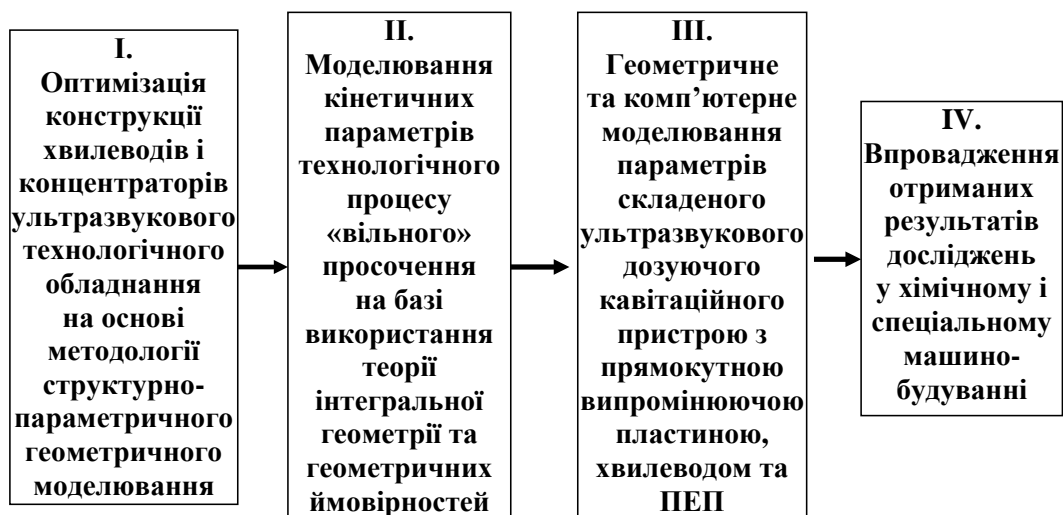 I.
Оптимізація
конструкції
хвилеводів і
концентраторів
ультразвукового
технологічного
обладнання
на основі
методології
структурно-
параметричного
геометричного
моделювання
II.
Моделювання
кінетичних
параметрів
технологічного
процесу
«вільного»
просочення
на базі
використання
теорії
інтегральної
геометрії та
геометричних
ймовірностей
III.
Геометричне
та комп’ютерне
моделювання
параметрів
складеного
ультразвукового
дозуючого
кавітаційного
пристрою з
прямокутною
випромінюючою
пластиною,
хвилеводом та
ПЕП
IV.
Впровадження
отриманих
результатів
досліджень
у хімічному і
спеціальному
машино-
будуванні